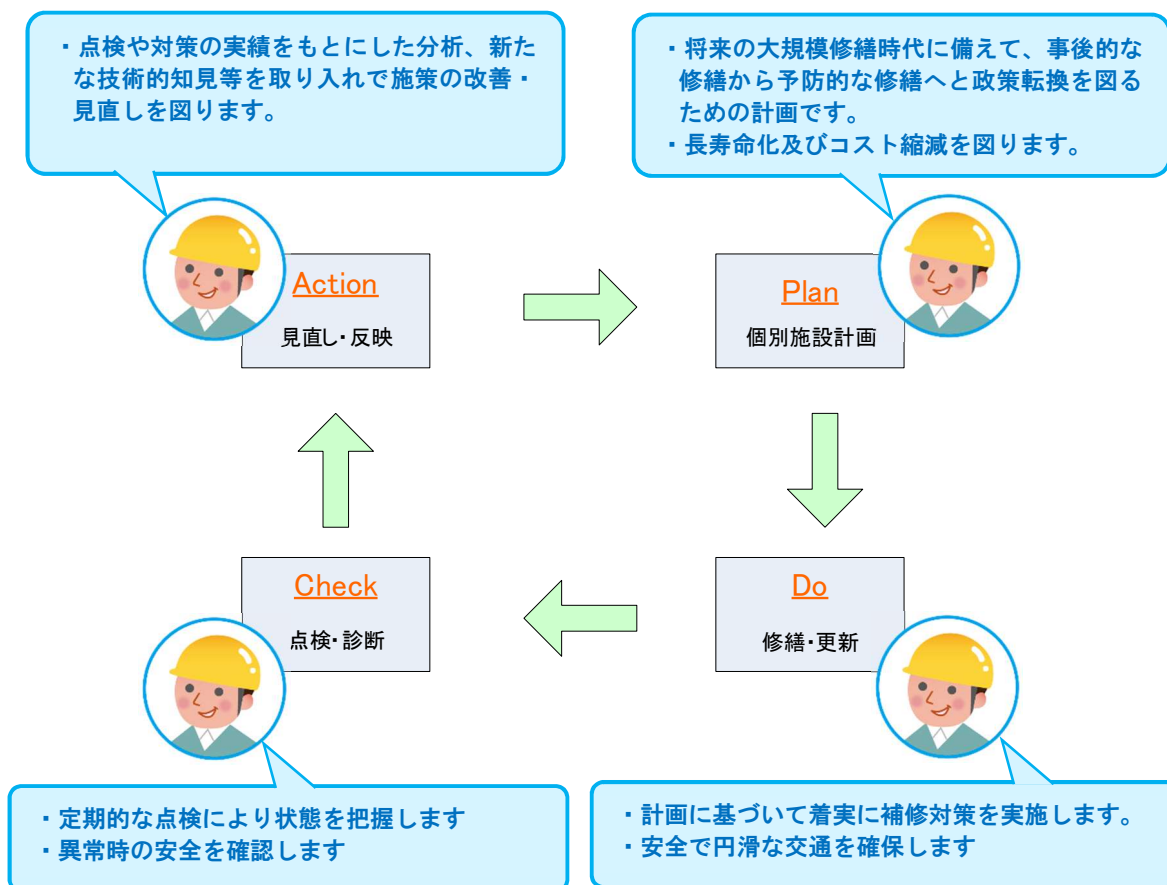 ・点検や対策の実績をもとにした分析、新た
な技術的知見等を取り入れで施策の改善・
見直しを図ります。
・将来の大規模修繕時代に備えて、事後的な
修繕から予防的な修繕へと政策転換を図る
ための計画です。
・長寿命化及びコスト縮減を図ります。
Action
見直し・反映
Plan
個別施設計画
Check
点検・診断
Do
修繕・更新
・定期的な点検により状態を把握します
・異常時の安全を確認します
・計画に基づいて着実に補修対策を実施します。
・安全で円滑な交通を確保します